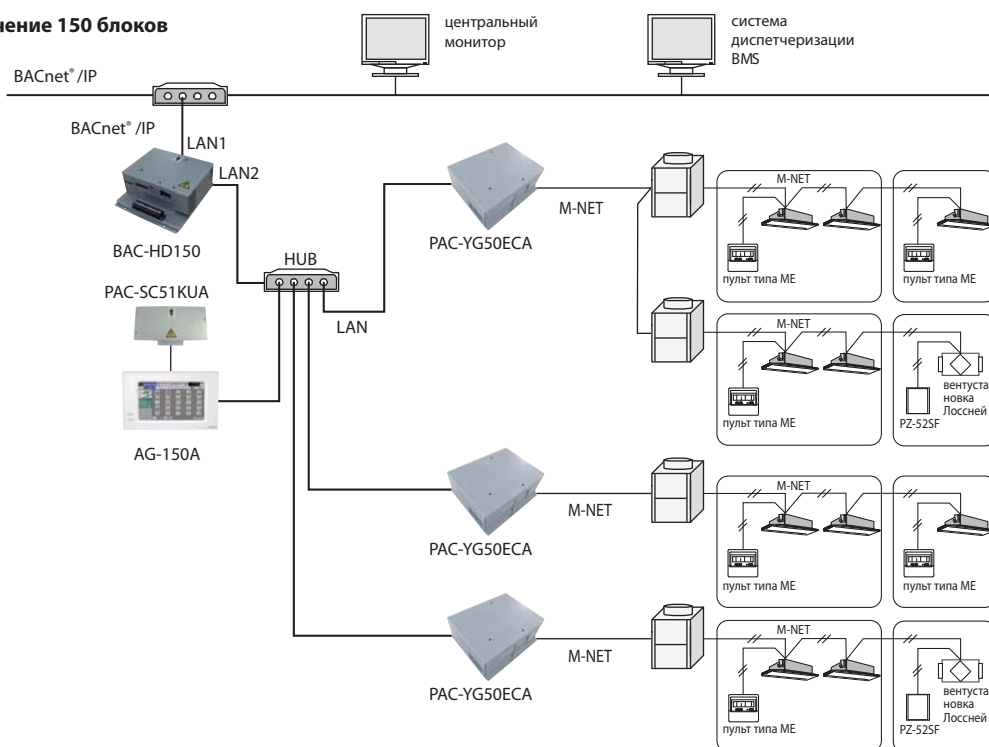 чение 150 блоков
центральный
монитор
система
диспетчеризации
BMS
BACnet® /IP
BACnet® /IP
LAN1
LAN2
BAC-HD150
HUB
PAC-SC51KUA
LAN
AG-150A
PAC-YG50ECA
M-NET
M-NET
пульт типа ME
пульт типа ME
M-NET
пульт типа ME
PZ-52SF
вентуста
новка
Лоссней
PAC-YG50ECA
M-NET
M-NET
пульт типа ME
пульт типа ME
PAC-YG50ECA
M-NET
M-NET
пульт типа ME
PZ-52SF
вентуста
новка
Лоссней